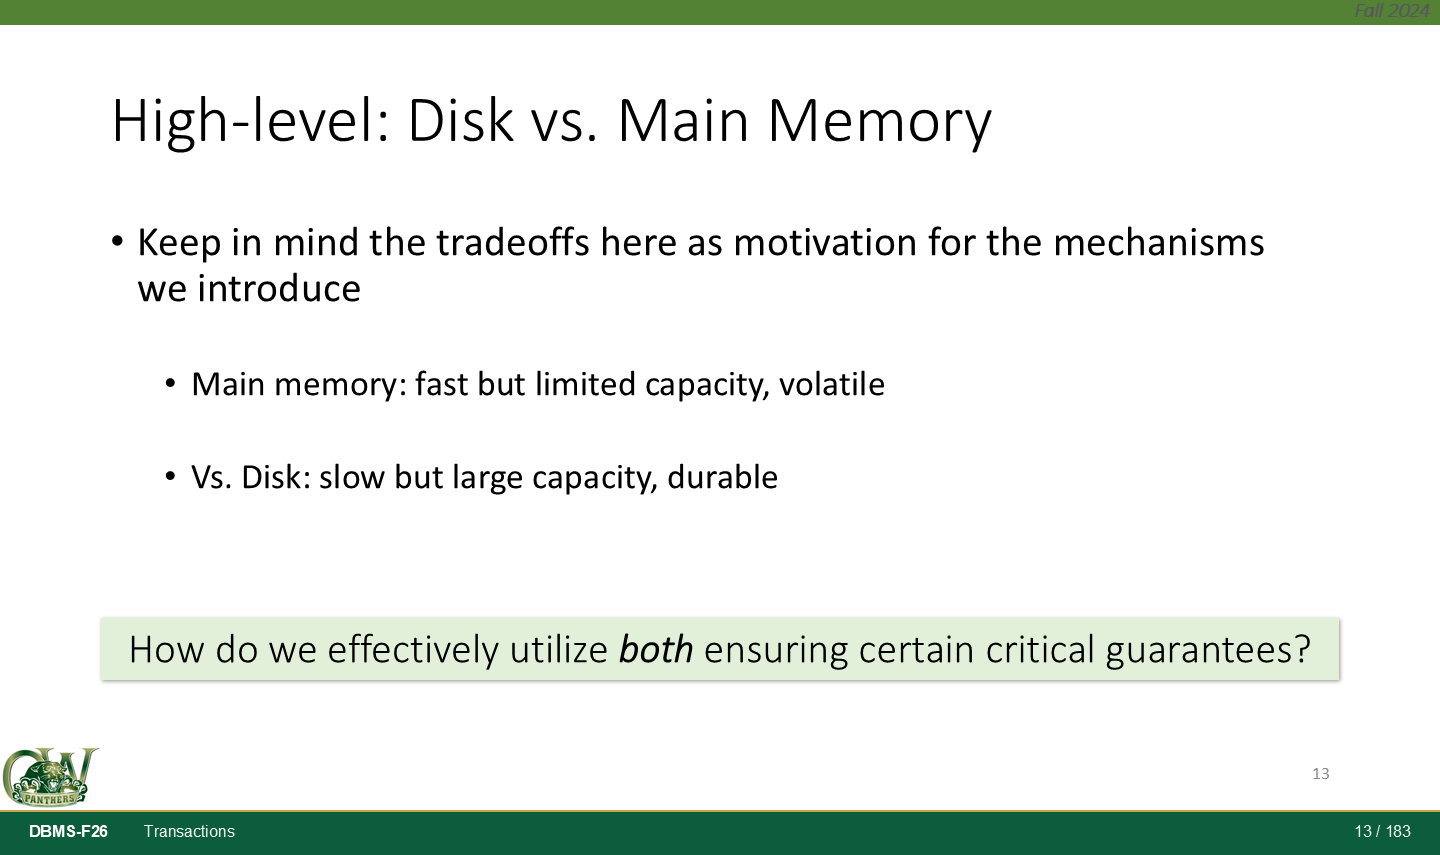 Fall 2024
High-level: Disk vs. Main Memory
• Keep in mind the tradeoffs here as motivation for the mechanisms
we introduce
• Main memory: fast but limited capacity, volatile
• Vs. Disk: slow but large capacity, durable
How do we effectively utilize both ensuring certain critical guarantees?
OW
PANTHERS
13
DBMS-F26 Transactions 13 / 183